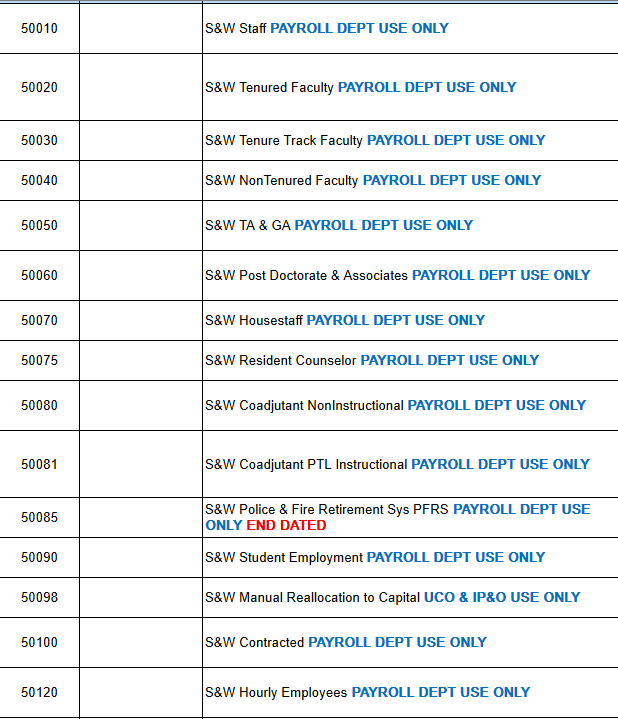 50010 S&W Staff PAYROLL DEPT USE ONLY
50020 S&W Tenured Faculty PAYROLL DEPT USE ONLY
50030 S&W Tenure Track Faculty PAYROLL DEPT USE ONLY
50040 S&W NonTenured Faculty PAYROLL DEPT USE ONLY
50050 S&W TA & GA PAYROLL DEPT USE ONLY
50060 S&W Post Doctorate & Associates PAYROLL DEPT USE ONLY
50070 S&W Housestaff PAYROLL DEPT USE ONLY
50075 S&W Resident Counselor PAYROLL DEPT USE ONLY
50080 S&W Coadjutant NonInstructional PAYROLL DEPT USE ONLY
50081 S&W Coadjutant PTL Instructional PAYROLL DEPT USE ONLY
50085 S&W Police & Fire Retirement Sys PFRS PAYROLL DEPT USE
ONLY END DATED
50090 S&W Student Employment PAYROLL DEPT USE ONLY
50098 S&W Manual Reallocation to Capital UCO & IP&O USE ONLY
50100 S&W Contracted PAYROLL DEPT USE ONLY
50120 S&W Hourly Employees PAYROLL DEPT USE ONLY